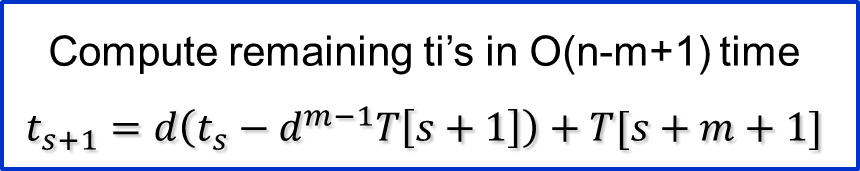 Compute remaining ti's in O(n-m+1) time
$t_{s+1} = d(t_s - d^{m-1}T[s+1]) + T[s+m+1]$